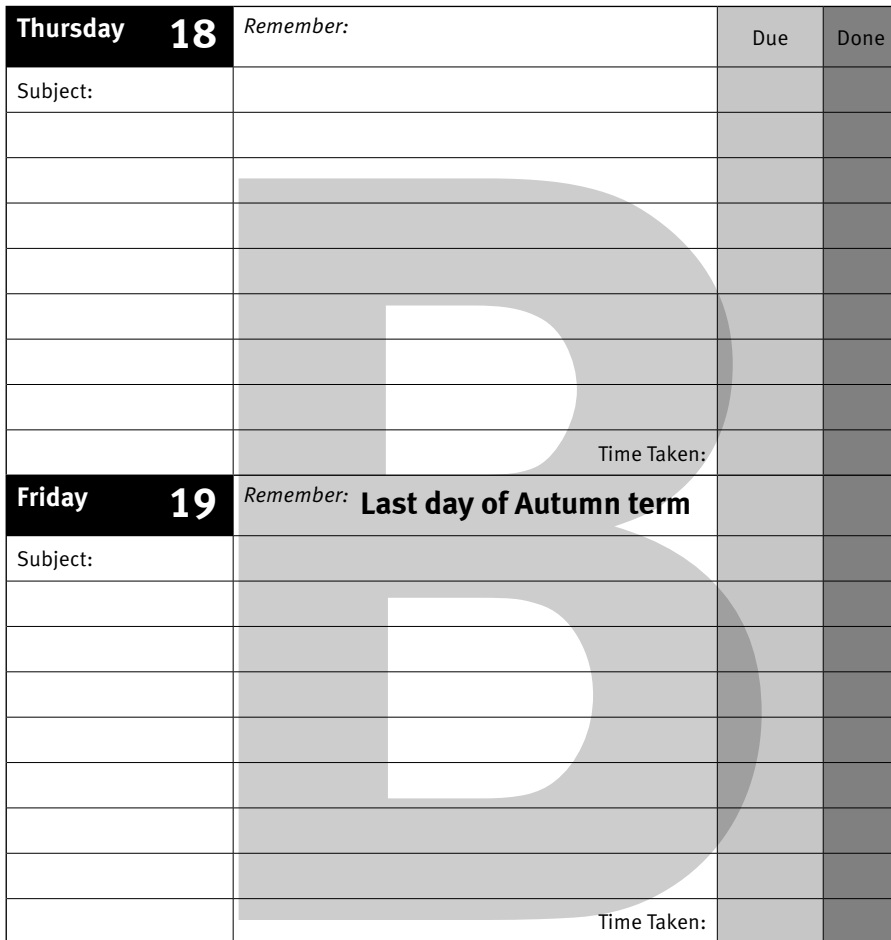 Thursday 18 Remember: Due Done
Subject:
B
Time Taken:
Friday 19 Remember: Last day of Autumn term
Subject:
Time Taken: